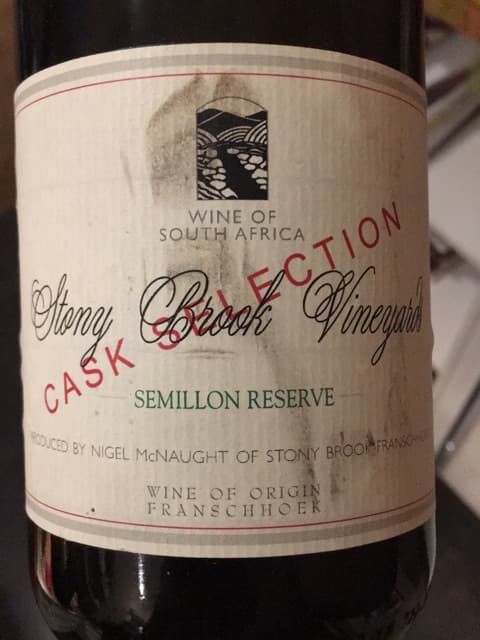 WINE OF
SOUTH AFRICA
CASK SELECTION
Stony Brook Vineyards
SEMILLON RESERVE
PRODUCED BY NIGEL McNAUGHT OF STONY BROOK FRANSCHHOEK
WINE OF ORIGIN
FRANSCHHOEK